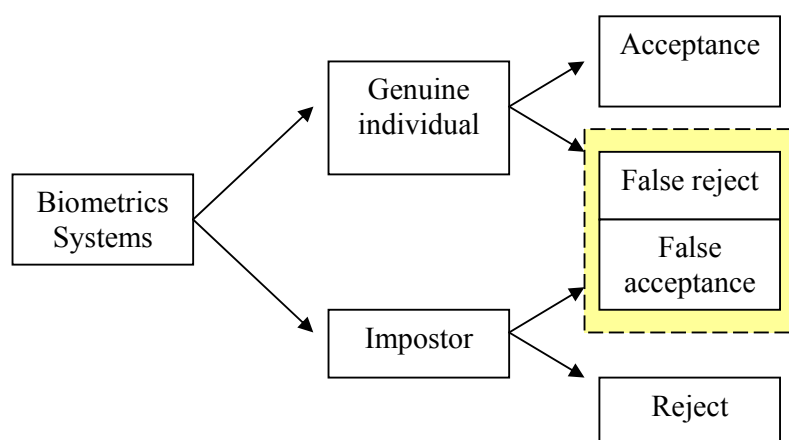 Biometrics
Systems
Genuine
individual
Impostor
Acceptance
False reject
False
acceptance
Reject